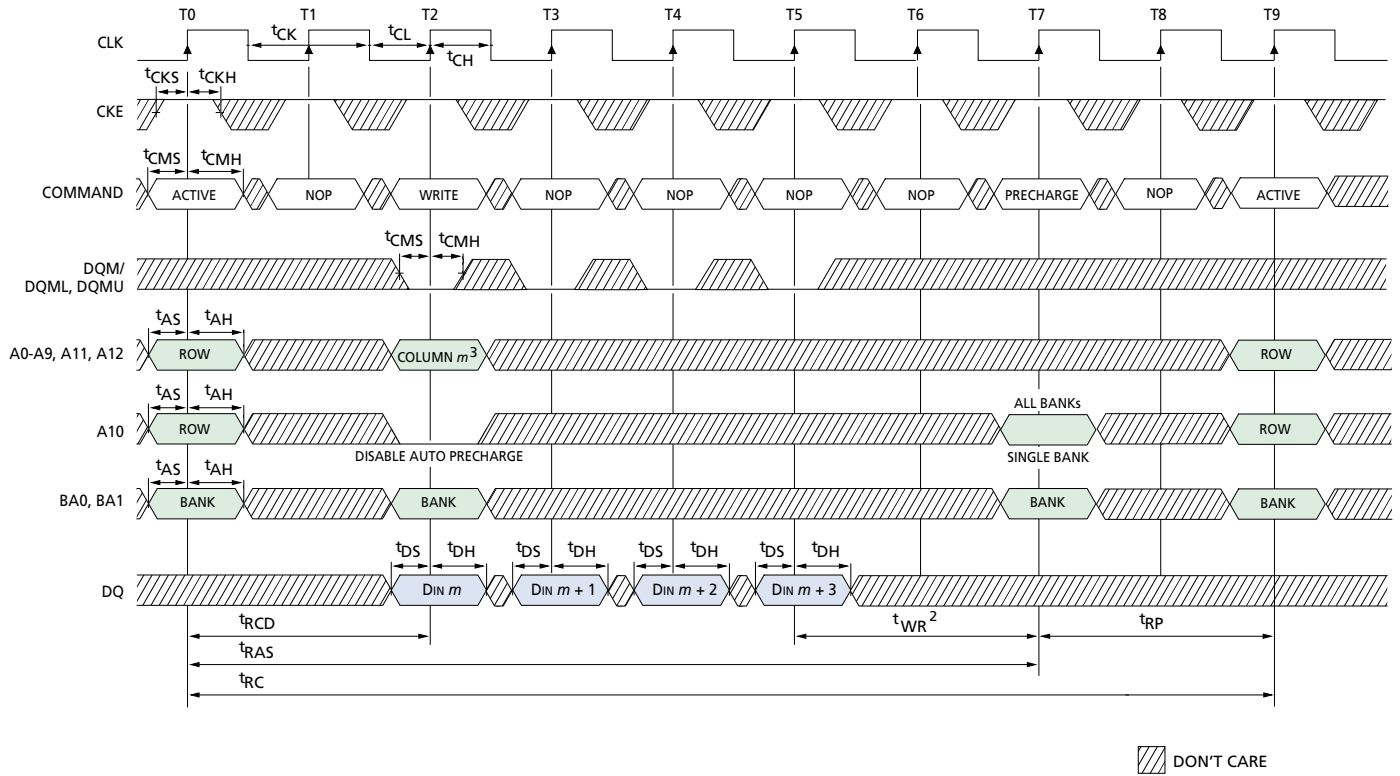 T0 T1 T2 T3 T4 T5 T6 T7 T8 T9
CLK
tCK tCL
tCH
tCKS tCKH
CKE
tCMS tCMH
COMMAND ACTIVE NOP WRITE NOP NOP NOP NOP PRECHARGE NOP ACTIVE
tCMS tCMH
DQM/
DQML, DQMU
tAS tAH
A0-A9, A11, A12 ROW COLUMN m3 ROW
tAS tAH
ALL BANKs
A10 ROW ROW
DISABLE AUTO PRECHARGE SINGLE BANK
tAS tAH
BA0, BA1 BANK BANK BANK BANK
tDS tDH tDS tDH tDS tDH tDS tDH
DQ DIN m DIN m + 1 DIN m + 2 DIN m + 3
tRCD tWR2 tRP
tRAS
tRC
DON'T CARE